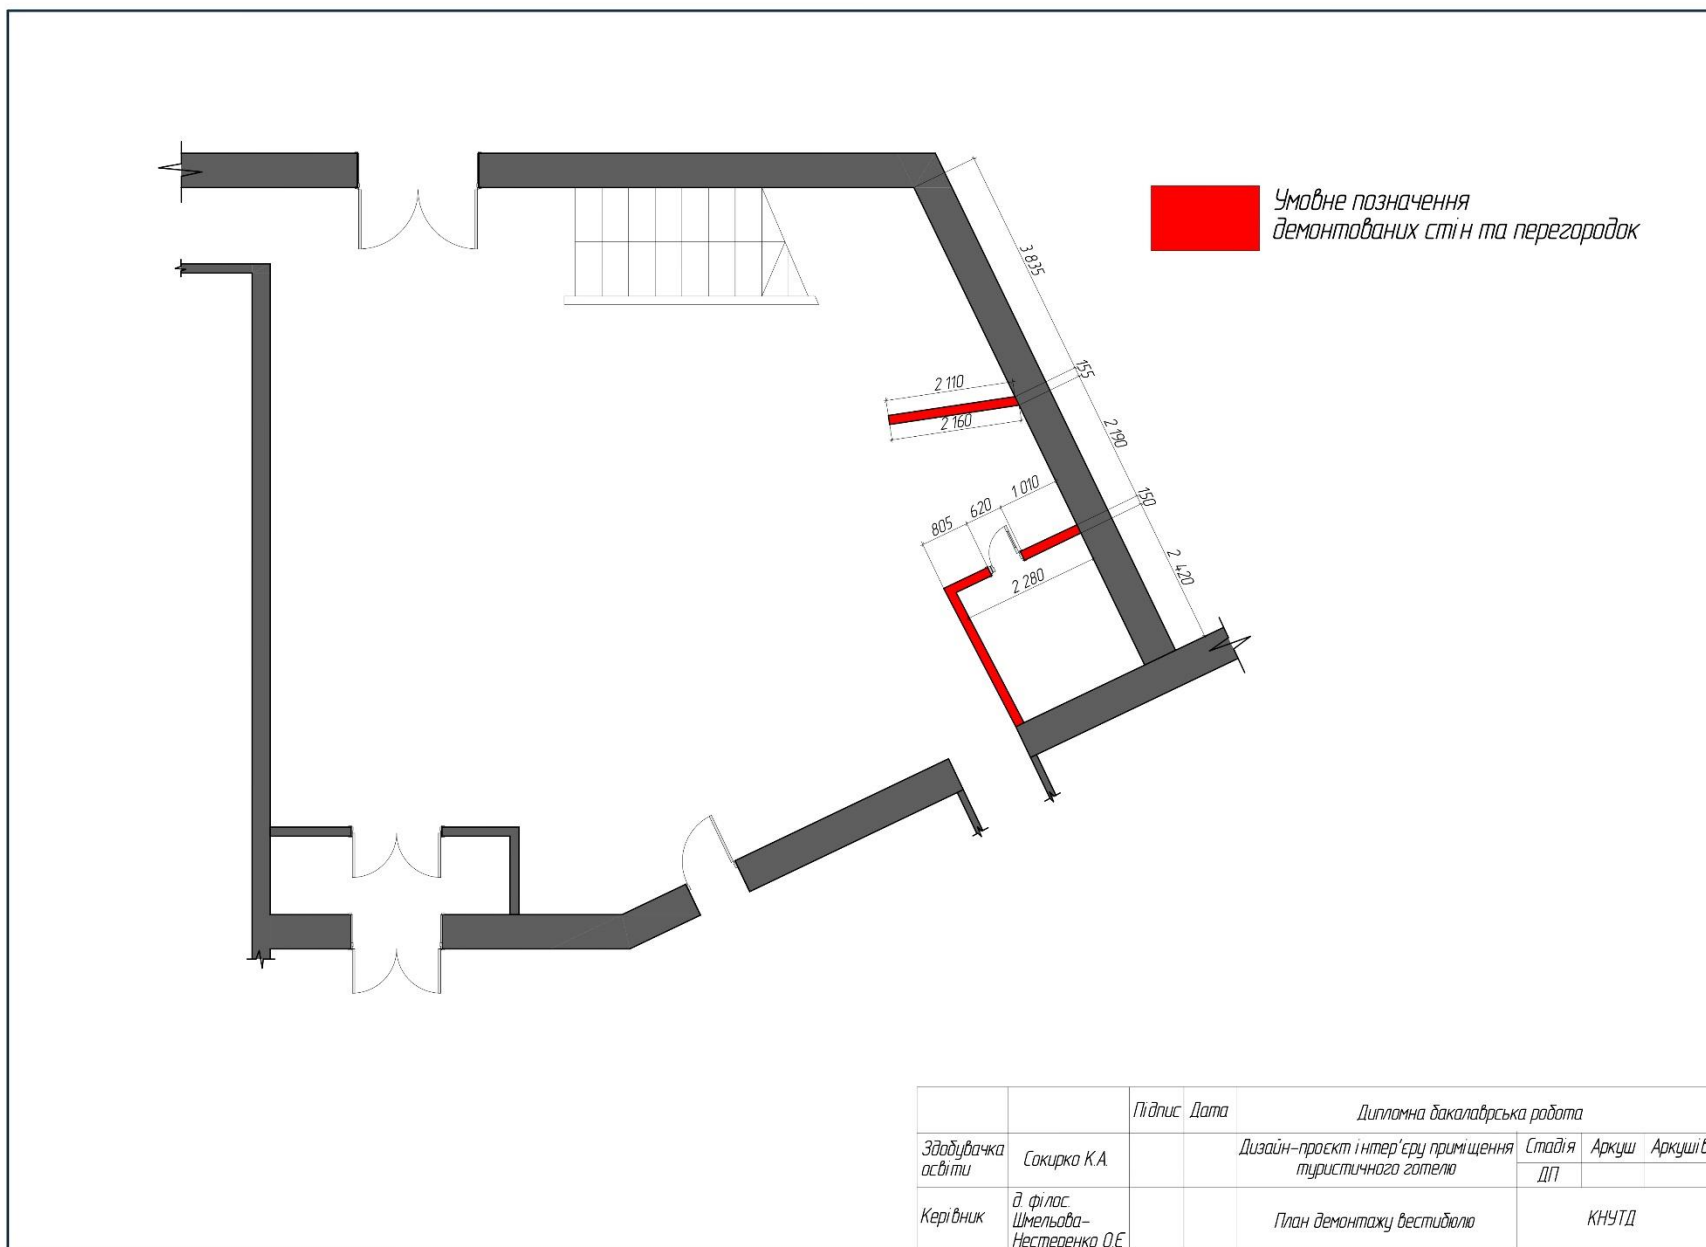 Умовне позначення
демонтованих стін та перегородок
3 835
155
2 110
2 160
2 190
1 010
620
805
150
2 280
2 420
Підпис Дата Дипломна бакалаврська робота
Здобувачка
освіти
Сокирко К.А.
Дизайн-проєкт інтер'єру приміщення
туристичного готелю
Стадія Аркуш Аркушів
ДП
Керівник
д. філос.
Шмельова-
Нестеренко О.Є
План демонтажу вестибюлю
КНУТД